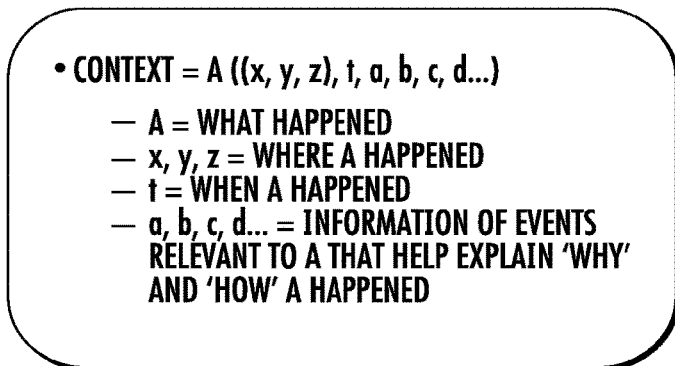 • CONTEXT = A ((x, y, z), t, a, b, c, d...)
— A = WHAT HAPPENED
— x, y, z = WHERE A HAPPENED
— t = WHEN A HAPPENED
— a, b, c, d... = INFORMATION OF EVENTS
RELEVANT TO A THAT HELP EXPLAIN ‘WHY’
AND ‘HOW’ A HAPPENED